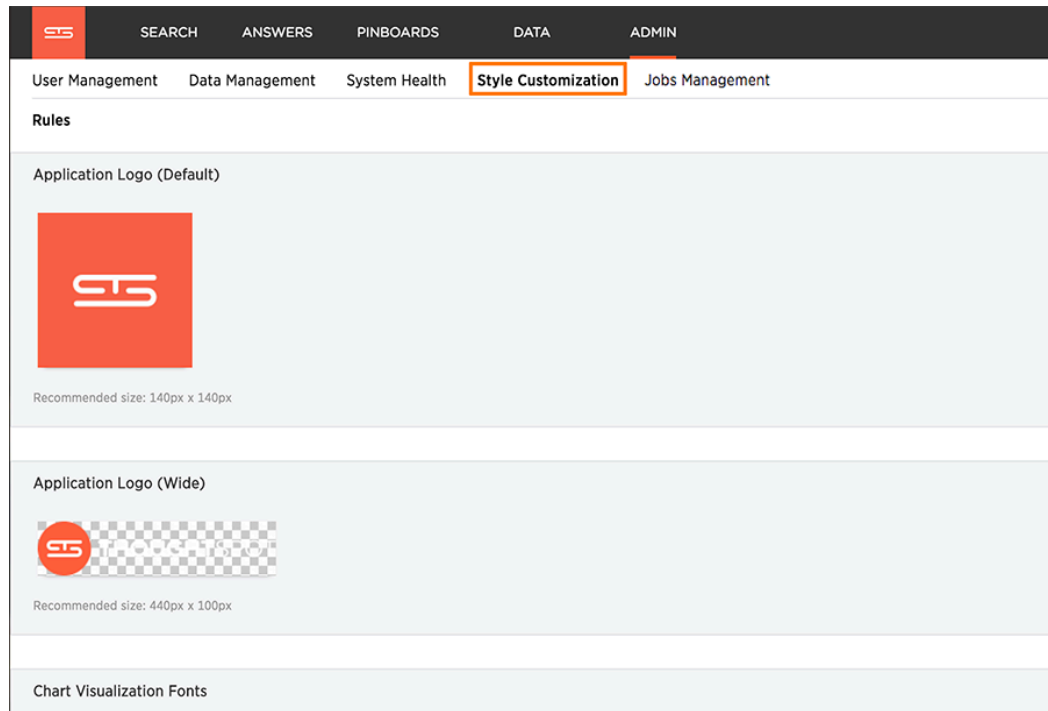 SEARCH ANSWERS PINBOARDS DATA ADMIN
User Management Data Management System Health Style Customization Jobs Management
Rules
Application Logo (Default)
Recommended size: 140px x 140px
Application Logo (Wide)
THOUGHTSPOT
Recommended size: 440px x 100px
Chart Visualization Fonts